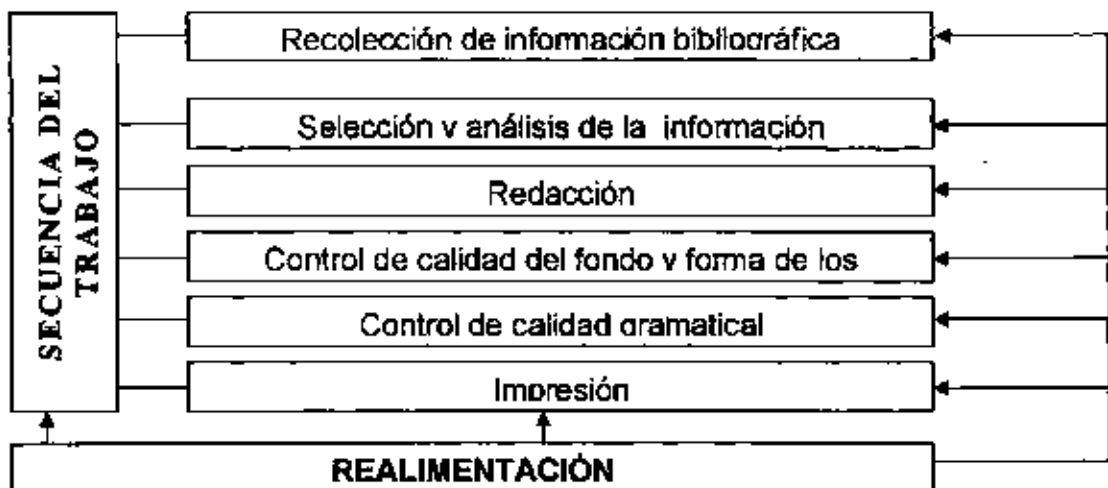 SECUENCIA DEL
TRABAJO
Recolección de información bibliográfica
Selección y análisis de la información
Redacción
Control de calidad del fondo y forma de los
Control de calidad gramatical
Impresión
REALIMENTACIÓN